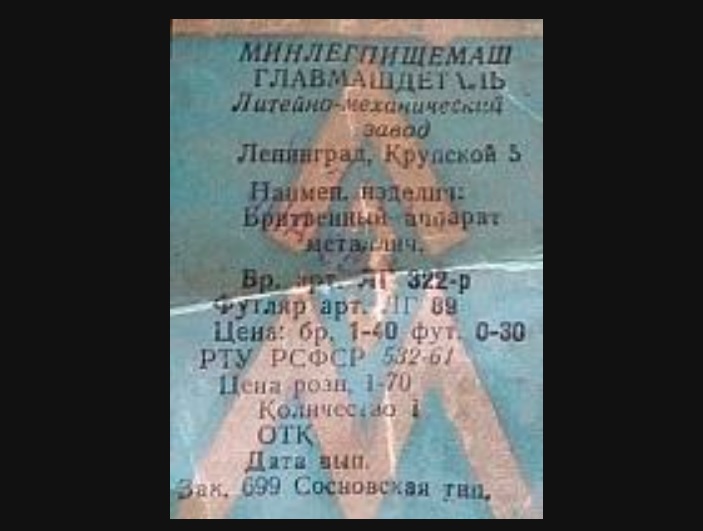 МИНЛЕГПИЩЕМАШ
ГЛАВМАШДЕТАЛЬ
Литейно-механический
завод
Ленинград, Крупской 5
Наимен. изделич:
Бритвенный аппарат
металлич.
Бр. арт. ЛГ 322-р
Футляр арт. ЛГ 89
Цена: бр. 1-40 фут. 0-30
РТУ РСФСР 532-61
Цена розн. 1-70
Количество 1
ОТК
Дата вып.
Зак. 699 Сосновская тип.